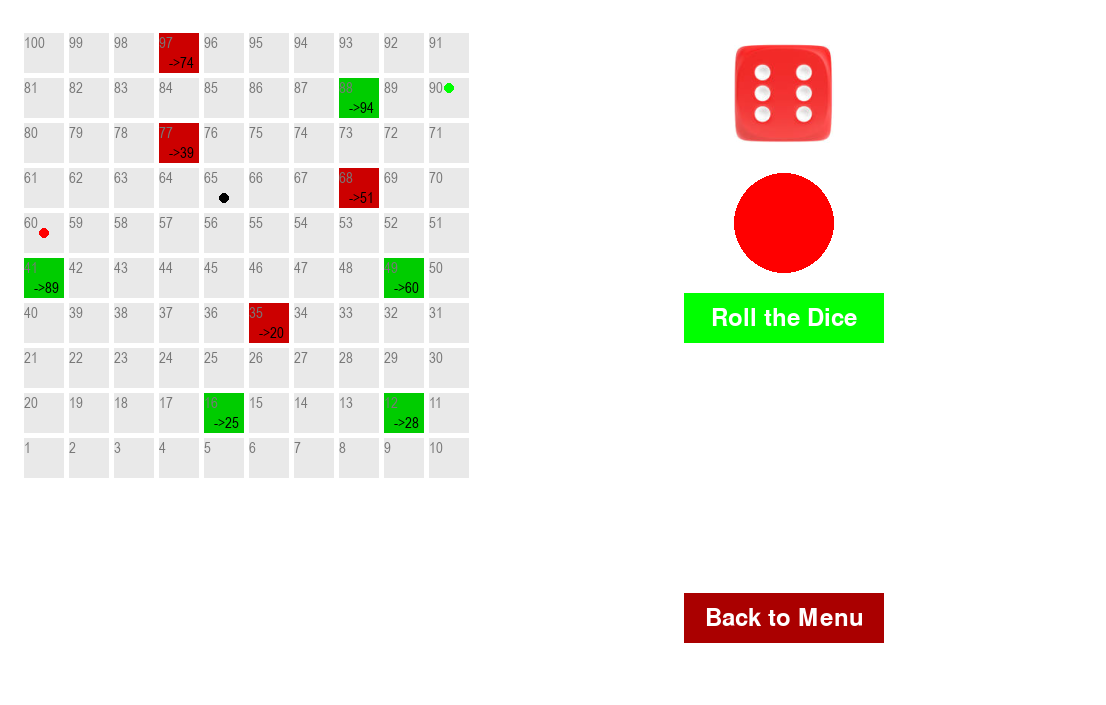 100 99 98 97 96 95 94 93 92 91
->74
81 82 83 84 85 86 87 88 89 90
->94
80 79 78 77 76 75 74 73 72 71
->39
61 62 63 64 65 66 67 68 69 70
->51
60 59 58 57 56 55 54 53 52 51
41 42 43 44 45 46 47 48 49 50
->89 ->60
40 39 38 37 36 35 34 33 32 31
->20
21 22 23 24 25 26 27 28 29 30
20 19 18 17 16 15 14 13 12 11
->25 ->28
1 2 3 4 5 6 7 8 9 10
Roll the Dice
Back to Menu